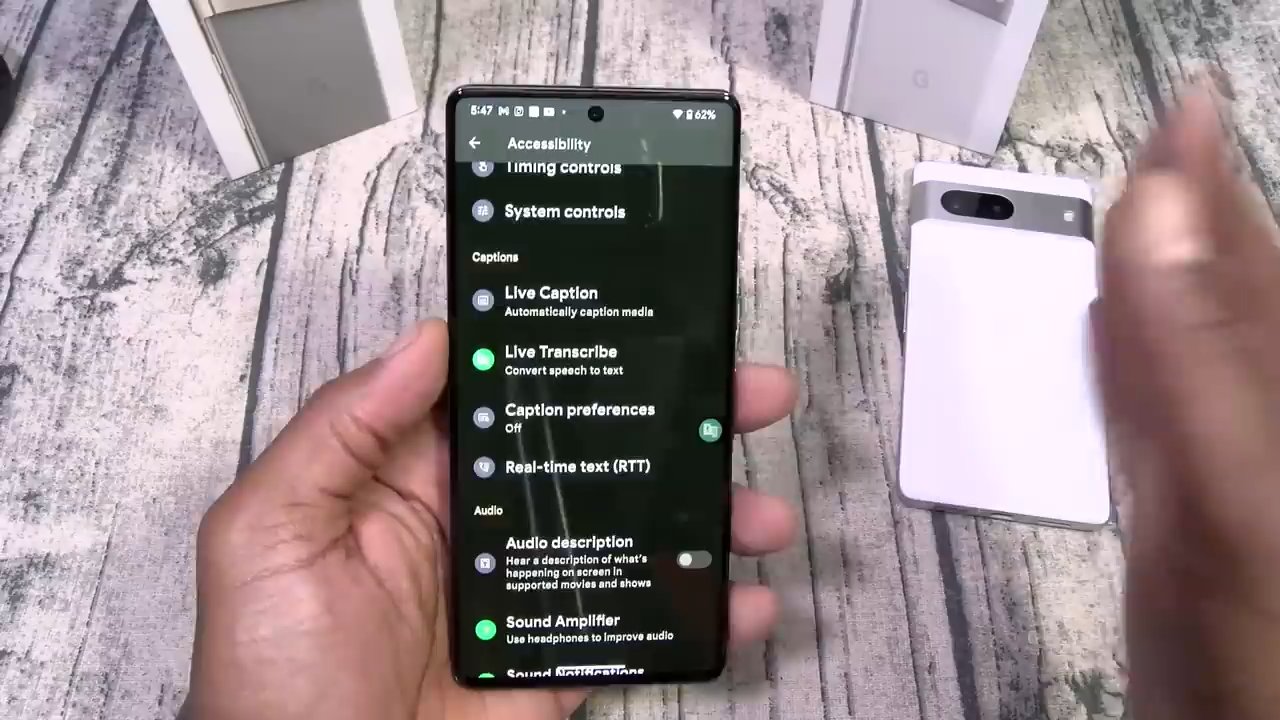 5:47
62%
Accessibility
Timing controls
System controls
Captions
Live Caption
Automatically caption media
Live Transcribe
Convert speech to text
Caption preferences
Off
Real-time text (RTT)
Audio
Audio description
Hear a description of what's
happening on screen in
supported movies and shows
Sound Amplifier
Use headphones to improve audio
Sound Notifications
G